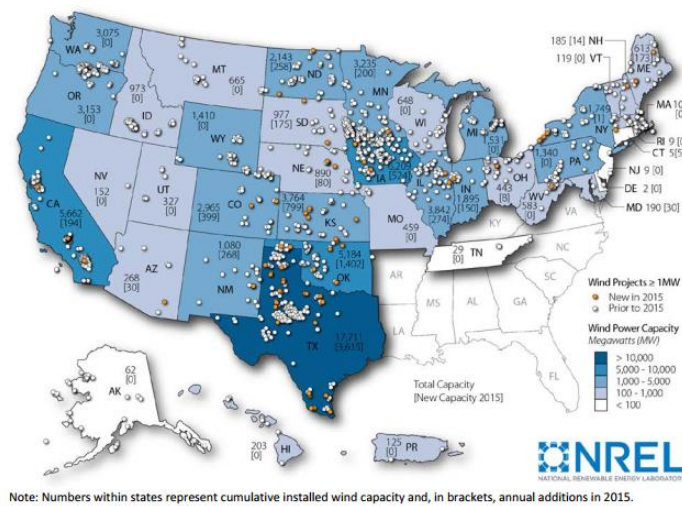 185 [14] NH
119 [0] VT
WA
3,075
[0]
MT
665
[0]
2,143
[258]
ND
3,235
[200]
MN
613
[173]
ME
OR
3,153
[0]
973
[0]
ID
1,410
[0]
WY
977
[175]
SD
648
[0]
WI
MI
1,531
[0]
1,749
[1]
NY
MA
RI 9 [0]
CT 5[5]
NJ 9 [0]
DE 2 [0]
MD 190 [30]
1,340
[0]
PA
NE
890
[80]
IA
[524]
IL
3,842
[274]
IN
1,895
[150]
OH
443
[8]
WV
583
[0]
CA
5,662
[194]
NV
152
[0]
UT
327
[0]
CO
2,965
[399]
3,764
[799]
KS
MO
459
[0]
KY
VA
AZ
268
[30]
1,080
[268]
NM
5,184
[1,402]
OK
29
[0]
TN
NC
AR
SC
MS
AL
GA
LA
FL
TX
17,711
[3,615]
62
[0]
AK
203
[0]
HI
125
[0]
PR
Total Capacity
[New Capacity 2015]
Wind Projects ≥ 1MW
New in 2015
Prior to 2015
Wind Power Capacity
Megawatts (MW)
> 10,000
5,000 - 10,000
1,000 - 5,000
100 - 1,000
< 100
NREL
NATIONAL RENEWABLE ENERGY LABORATORY
Note: Numbers within states represent cumulative installed wind capacity and, in brackets, annual additions in 2015.